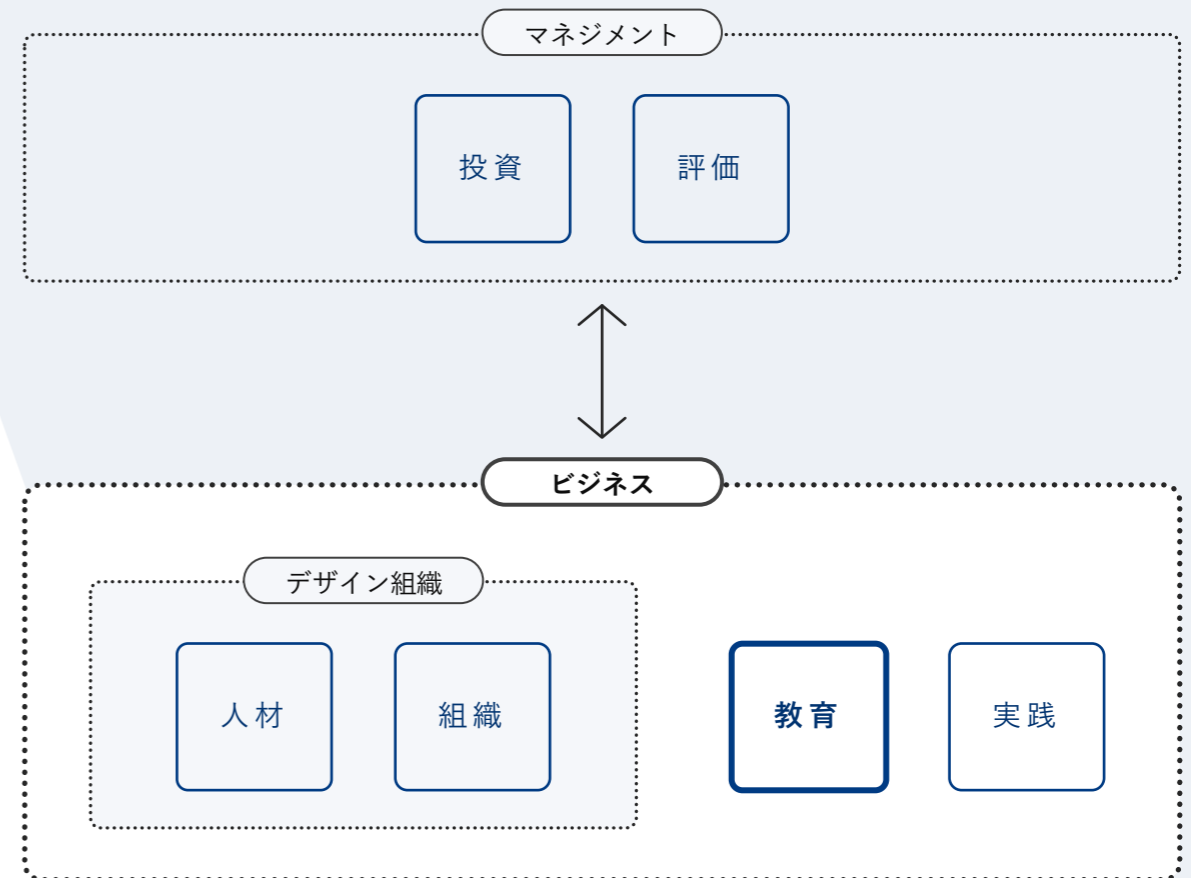 マネジメント
投資
評価
ビジネス
デザイン組織
人材
組織
教育
実践